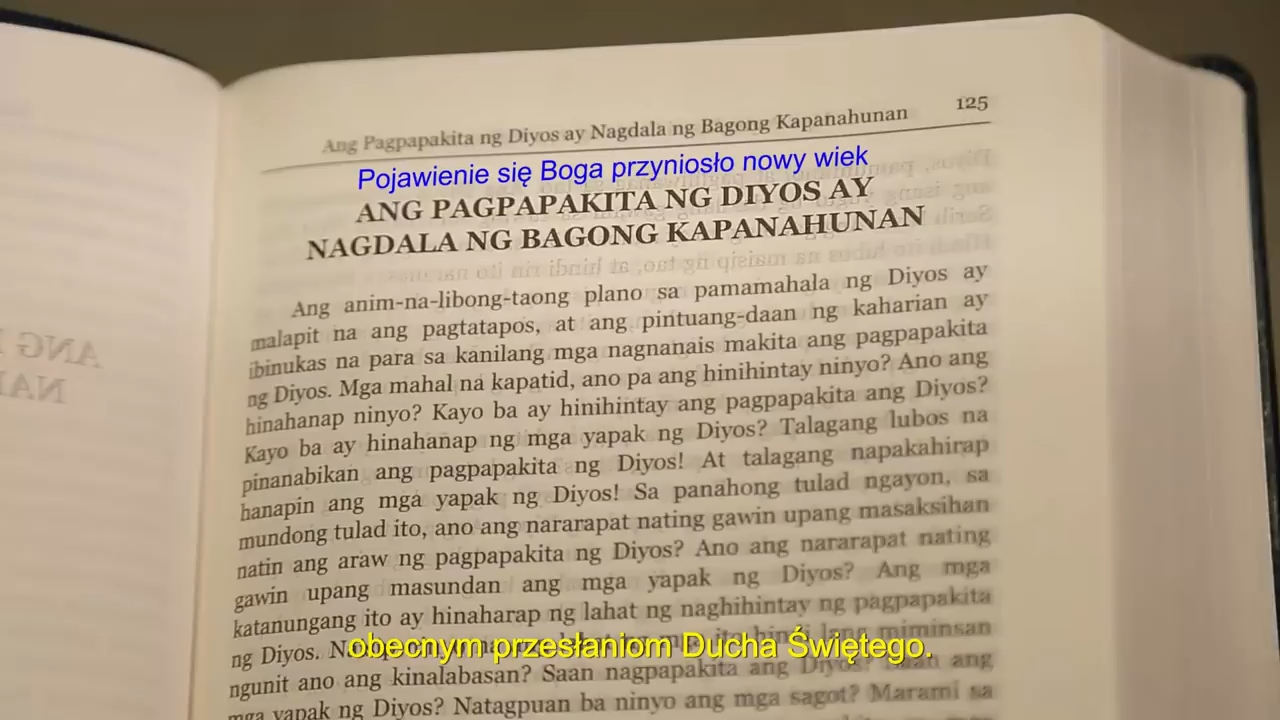 Ang Pagpapakita ng Diyos ay Nagdala ng Bagong Kapanahunan 125
Pojawienie się Boga przyniosło nowy wiek
ANG PAGPAPAKITA NG DIYOS AY
NAGDALA NG BAGONG KAPANAHUNAN
Ang anim-na-libong-taong plano sa pamamahala ng Diyos ay
malapit na ang pagtatapos, at ang pintuang-daan ng kaharian ay
ibinukas na para sa kanilang mga nagnanais makita ang pagpapakita
ng Diyos. Mga mahal na kapatid, ano pa ang hinihintay ninyo? Ano ang
hinahanap ninyo? Kayo ba ay hinihintay ang pagpapakita ang Diyos?
Kayo ba ay hinahanap ng mga yapak ng Diyos? Talagang lubos na
pinanabikan ang pagpapakita ng Diyos! At talagang napakahirap
hanapin ang mga yapak ng Diyos! Sa panahong tulad ngayon, sa
mundong tulad ito, ano ang nararapat nating gawin upang masaksihan
natin ang araw ng pagpapakita ng Diyos? Ano ang nararapat nating
gawin upang masundan ang mga yapak ng Diyos? Ang mga
katanungang ito ay hinaharap ng lahat ng naghihintay ng pagpapakita
ng Diyos. ito hindi lang miminsan
obecnym przesłaniom Ducha Świętego.
ngunit ano ang kinalabasan? Saan nagpapakita ang Diyos? Saan ang
mga yapak ng Diyos? Natagpuan ba ninyo ang mga sagot? Marami sa